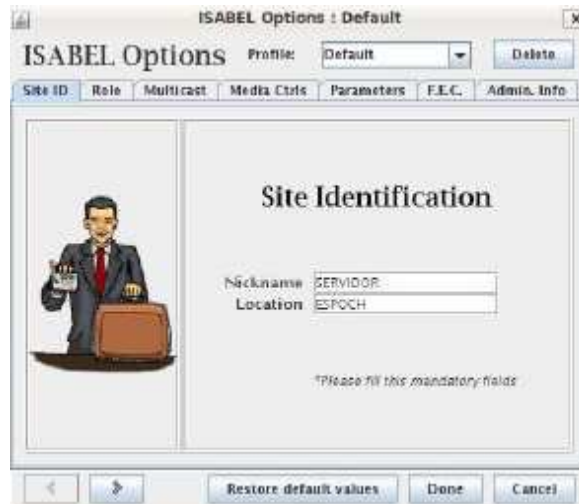 ISABEL Options : Default
ISABEL Options Profile: Default Delete
Site ID Role Multicast Media Ctrls Parameters F.E.C. Admin. Info
Site Identification
Nickname SERVIDOR
Location ESPOCH
*Please fill this mandatory fields
Restore default values Done Cancel